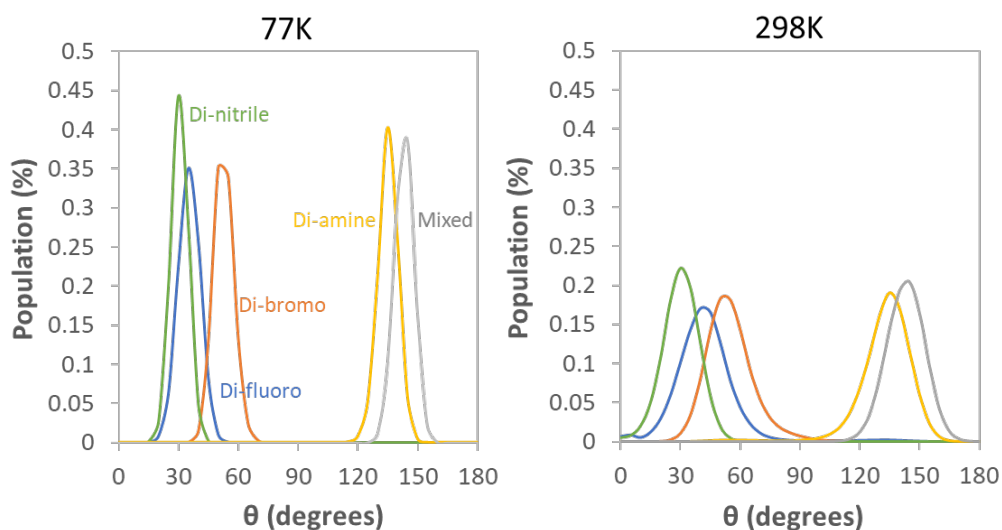 77K
Population (%)
0.5
0.45
0.4
0.35
0.3
0.25
0.2
0.15
0.1
0.05
0
Di-nitrile
Di-amine
Mixed
Di-bromo
Di-fluoro
0 30 60 90 120 150 180
θ (degrees)
298K
Population (%)
0.5
0.45
0.4
0.35
0.3
0.25
0.2
0.15
0.1
0.05
0
0 30 60 90 120 150 180
θ (degrees)